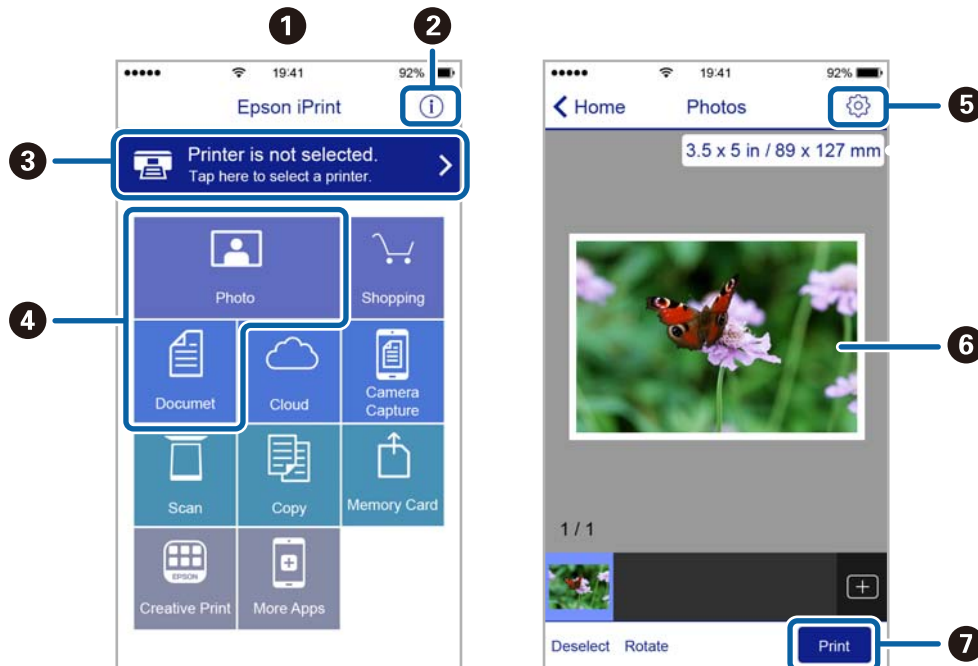 1
2
19:41
92%
Epson iPrint
3
Printer is not selected.
Tap here to select a printer.
4
Photo
Shopping
Documet
Cloud
Camera
Capture
Scan
Copy
Memory Card
EPSON
Creative Print
More Apps
19:41
92%
Home
Photos
5
3.5 x 5 in / 89 x 127 mm
6
1 / 1
Deselect
Rotate
Print
7